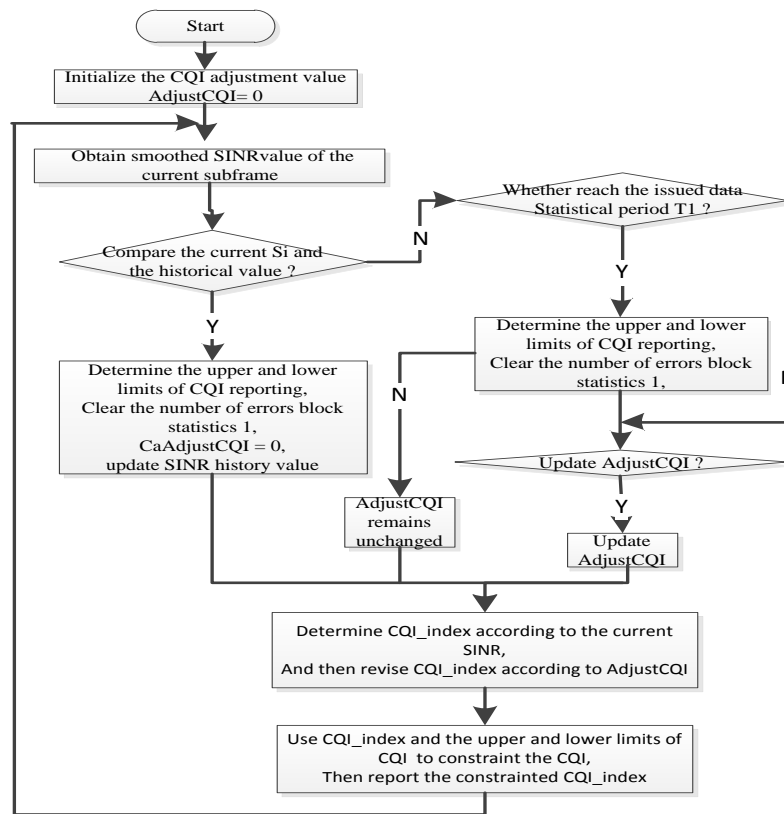 Start
Initialize the CQI adjustment value
AdjustCQI= 0
Obtain smoothed SINRvalue of the
current subframe
Whether reach the issued data
Statistical period T1 ?
N
Compare the current Si and
the historical value ?
Y
Y
Determine the upper and lower
limits of CQI reporting,
Clear the number of errors block
statistics 1,
Determine the upper and lower
limits of CQI reporting,
Clear the number of errors block
statistics 1,
CaAdjustCQI = 0,
update SINR history value
N
Update AdjustCQI ?
Y
AdjustCQI
remains
unchanged
Update
AdjustCQI
Determine CQI_index according to the current
SINR,
And then revise CQI_index according to AdjustCQI
Use CQI_index and the upper and lower limits of
CQI to constraint the CQI,
Then report the constrainted CQI_index